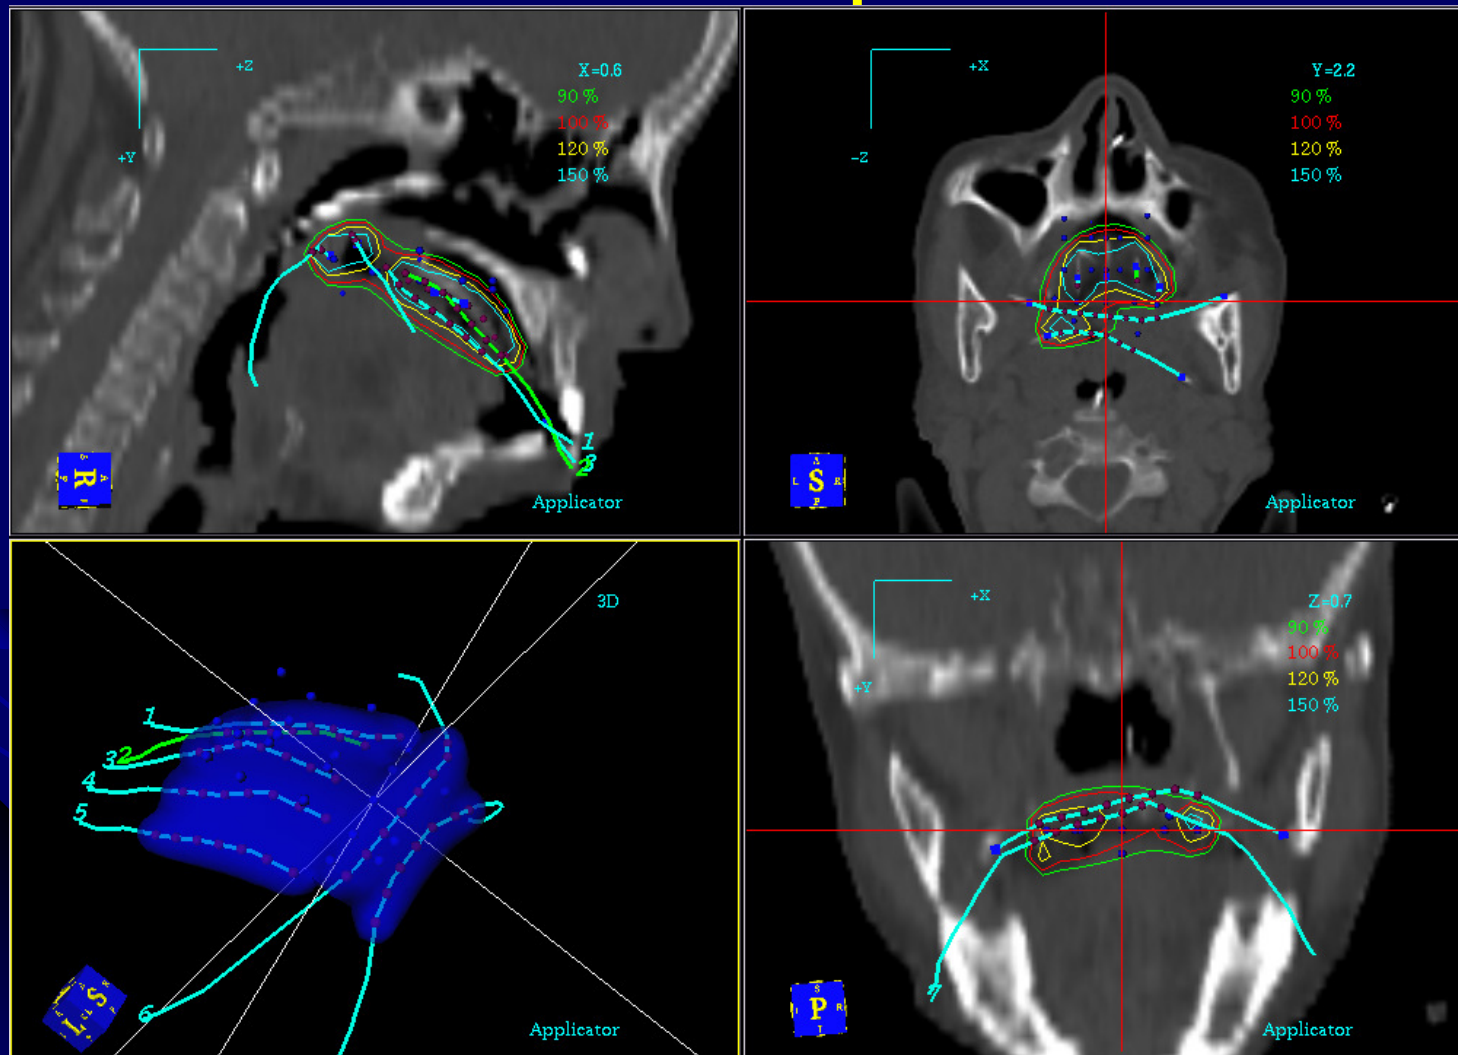 +Z
X=0.6
90 %
100 %
120 %
150 %
+Y
1
3
2
S
A
R
P
I
Applicator
+X
Y=2.2
90 %
100 %
120 %
150 %
-Z
A
L
S
R
P
Applicator
3D
1
2
3
4
5
6
S
L
Applicator
+X
Z=0.7
90 %
100 %
120 %
150 %
+Y
7
S
P
R
I
Applicator